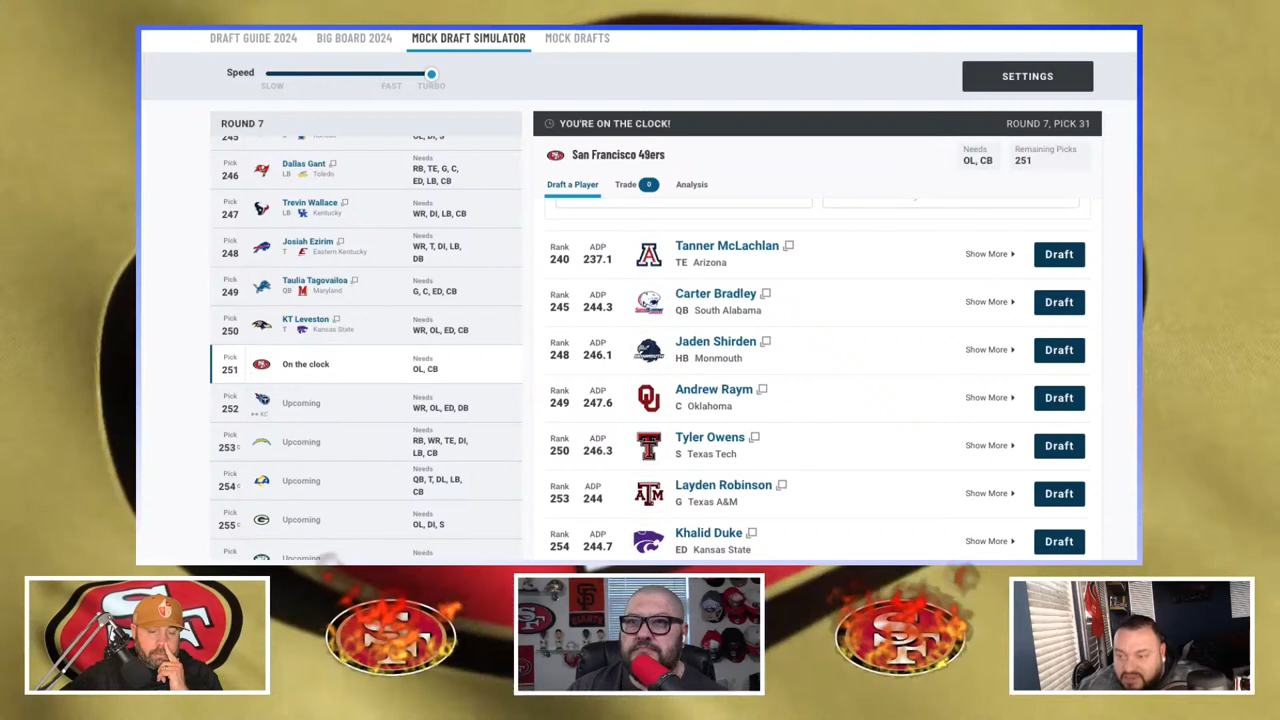 DRAFT GUIDE 2024 BIG BOARD 2024 MOCK DRAFT SIMULATOR MOCK DRAFTS
Speed
SLOW FAST TURBO
SETTINGS
ROUND 7
245 OL, DI, S
Pick 246 Dallas Gant LB Toledo Needs RB, TE, G, C, ED, LB, CB
Pick 247 Trevin Wallace LB Kentucky Needs WR, DI, LB, CB
Pick 248 Josiah Ezirim T Eastern Kentucky Needs WR, T, DI, LB, DB
Pick 249 Taulia Tagovailoa QB Maryland Needs G, C, ED, CB
Pick 250 KT Leveston T Kansas State Needs WR, OL, ED, CB
Pick 251 On the clock Needs OL, CB
Pick 252 ↔ KC Upcoming Needs WR, OL, ED, DB
Pick 253 C Upcoming Needs RB, WR, TE, DI, LB, CB
Pick 254 C Upcoming Needs QB, T, DL, LB, CB
Pick 255 C Upcoming Needs OL, DI, S
Pick Upcoming Needs
YOU'RE ON THE CLOCK! ROUND 7, PICK 31
San Francisco 49ers
Needs OL, CB
Remaining Picks 251
Draft a Player Trade 0 Analysis
Rank 240 ADP 237.1 Tanner McLachlan TE Arizona Show More Draft
Rank 245 ADP 244.3 Carter Bradley QB South Alabama Show More Draft
Rank 248 ADP 246.1 Jaden Shirden HB Monmouth Show More Draft
Rank 249 ADP 247.6 Andrew Raym C Oklahoma Show More Draft
Rank 250 ADP 246.3 Tyler Owens S Texas Tech Show More Draft
Rank 253 ADP 244 Layden Robinson G Texas A&M Show More Draft
Rank 254 ADP 244.7 Khalid Duke ED Kansas State Show More Draft
SF
SF
SF
GIANTS